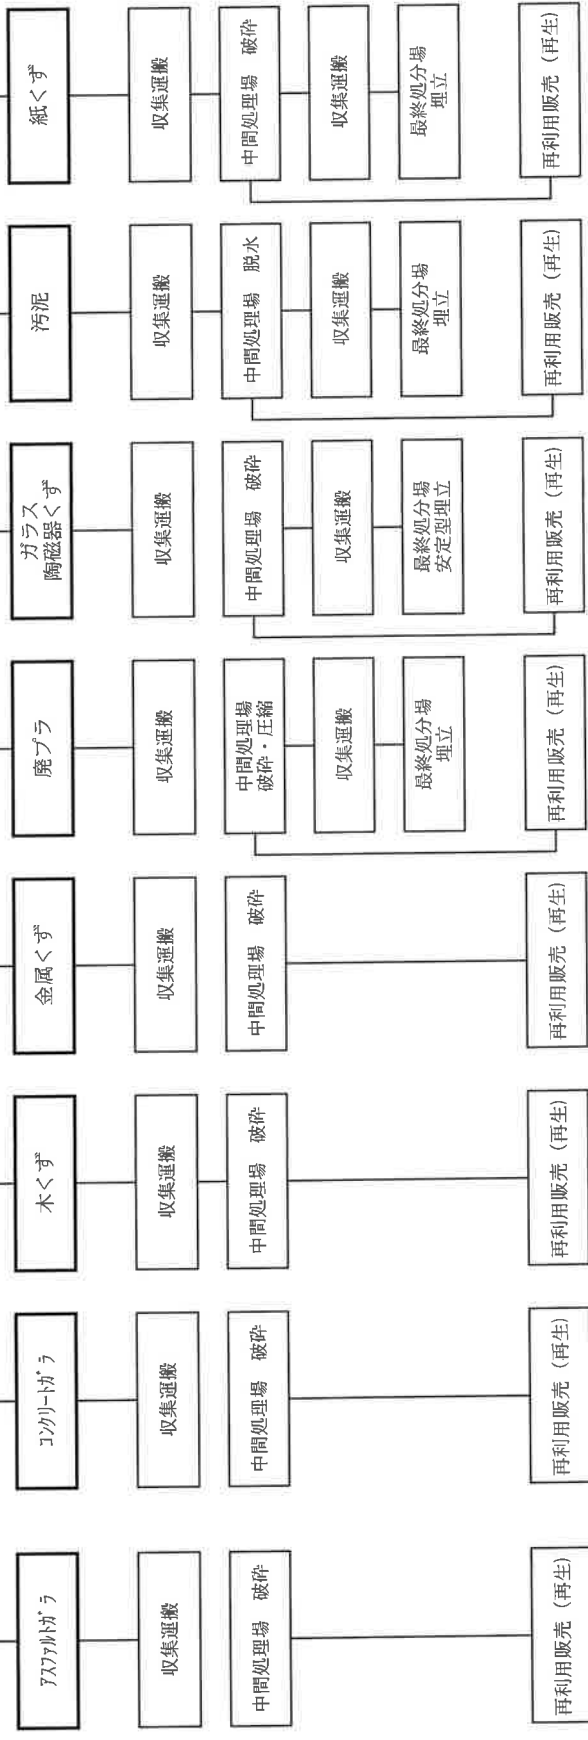 ｱｽﾌｧﾙﾄｶﾞﾗ
収集運搬
中間処理場　破砕
再利用販売（再生）
ｺﾝｸﾘｰﾄｶﾞﾗ
収集運搬
中間処理場　破砕
再利用販売（再生）
木くず
収集運搬
中間処理場　破砕
再利用販売（再生）
金属くず
収集運搬
中間処理場　破砕
再利用販売（再生）
廃プラ
収集運搬
中間処理場
破砕・圧縮
収集運搬
最終処分場
埋立
再利用販売（再生）
ガラス
陶磁器くず
収集運搬
中間処理場　破砕
収集運搬
最終処分場
安定型埋立
再利用販売（再生）
汚泥
収集運搬
中間処理場　脱水
収集運搬
最終処分場
埋立
再利用販売（再生）
紙くず
収集運搬
中間処理場　破砕
収集運搬
最終処分場
埋立
再利用販売（再生）